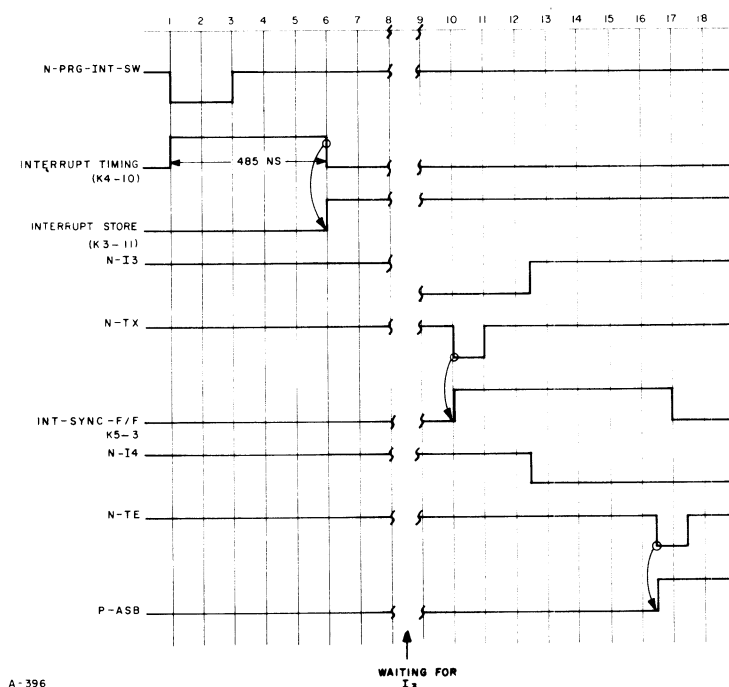 1 2 3 4 5 6 7 8 9 10 11 12 13 14 15 16 17 18
N-PRG-INT-SW
INTERRUPT TIMING
(K4-10)
485 NS
INTERRUPT STORE
(K3-11)
N-I3
N-TX
INT-SYNC-F/F
K5-3
N-I4
N-TE
P-ASB
WAITING FOR
I3
A-396